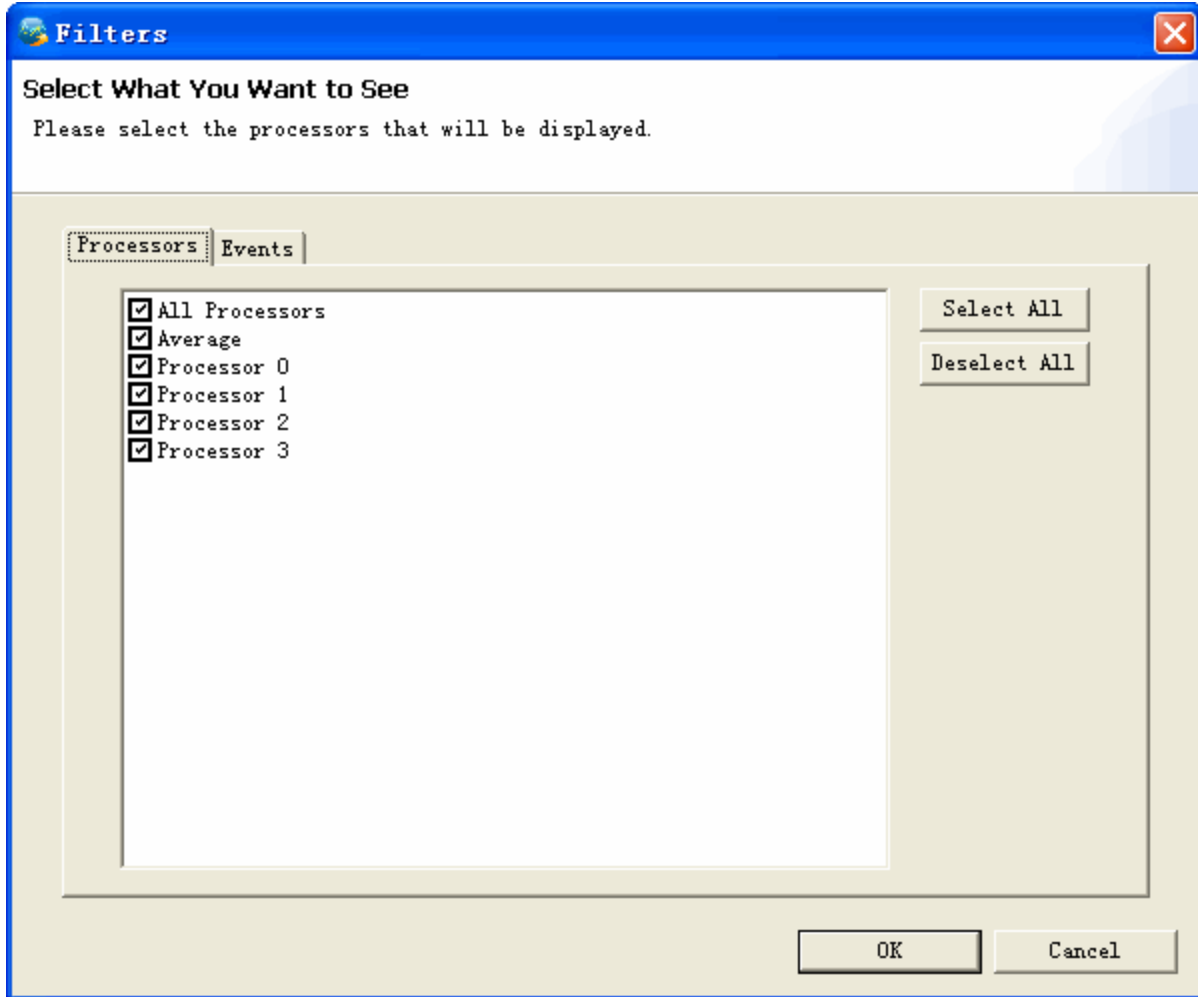 Filters
Select What You Want to See
Please select the processors that will be displayed.
Processors Events
All Processors
Average
Processor 0
Processor 1
Processor 2
Processor 3
Select All
Deselect All
OK Cancel